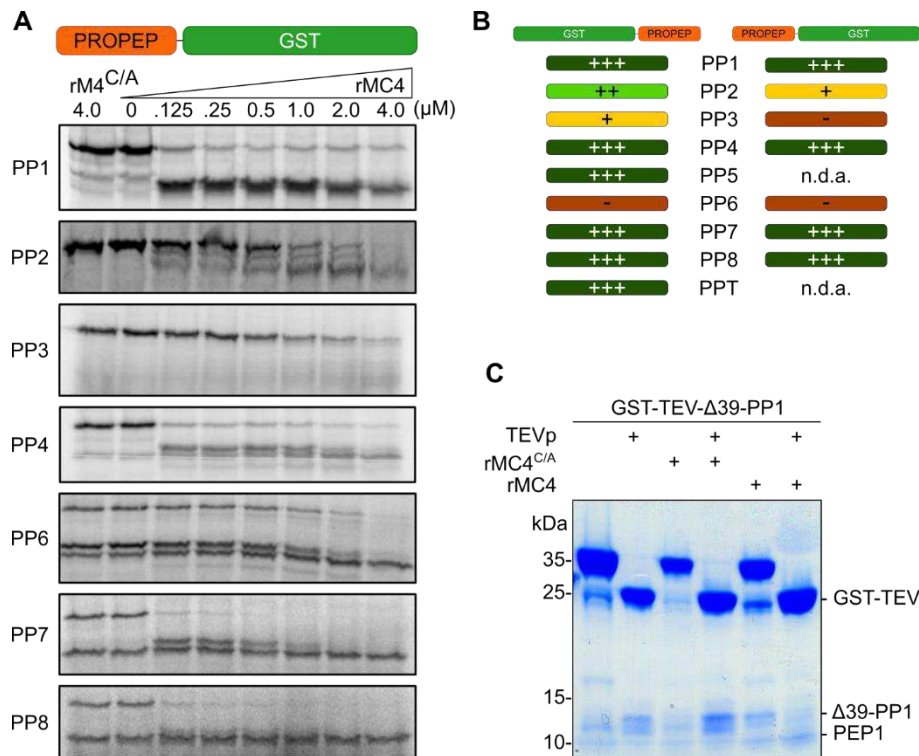 A
PROPEP GST
rM4C/A rMC4
4.0 0 .125 .25 0.5 1.0 2.0 4.0 (µM)
PP1
PP2
PP3
PP4
PP6
PP7
PP8
B
GST PROPEP PROPEP GST
+++ PP1 +++
++ PP2 +
+ PP3 -
+++ PP4 +++
+++ PP5 n.d.a.
- PP6 -
+++ PP7 +++
+++ PP8 +++
+++ PPT n.d.a.
C
GST-TEV-Δ39-PP1
TEVp + + +
rMC4C/A + +
rMC4 + +
kDa
35-
25- - GST-TEV
15-
- Δ39-PP1
PEP1
10-